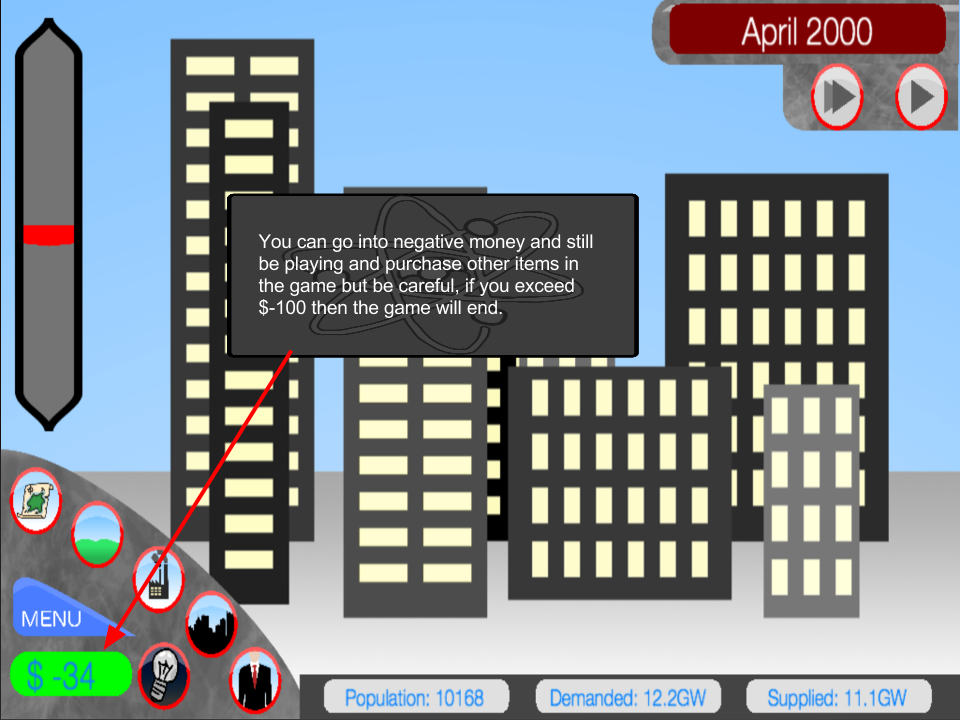 April 2000
You can go into negative money and still
be playing and purchase other items in
the game but be careful, if you exceed
$-100 then the game will end.
MENU
$ -34
Population: 10168
Demanded: 12.2GW
Supplied: 11.1GW